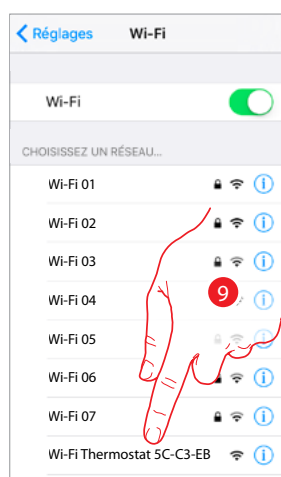 Réglages Wi-Fi
Wi-Fi
CHOISISSEZ UN RÉSEAU...
Wi-Fi 01
Wi-Fi 02
Wi-Fi 03
Wi-Fi 04
9
Wi-Fi 05
Wi-Fi 06
Wi-Fi 07
Wi-Fi Thermostat 5C-C3-EB